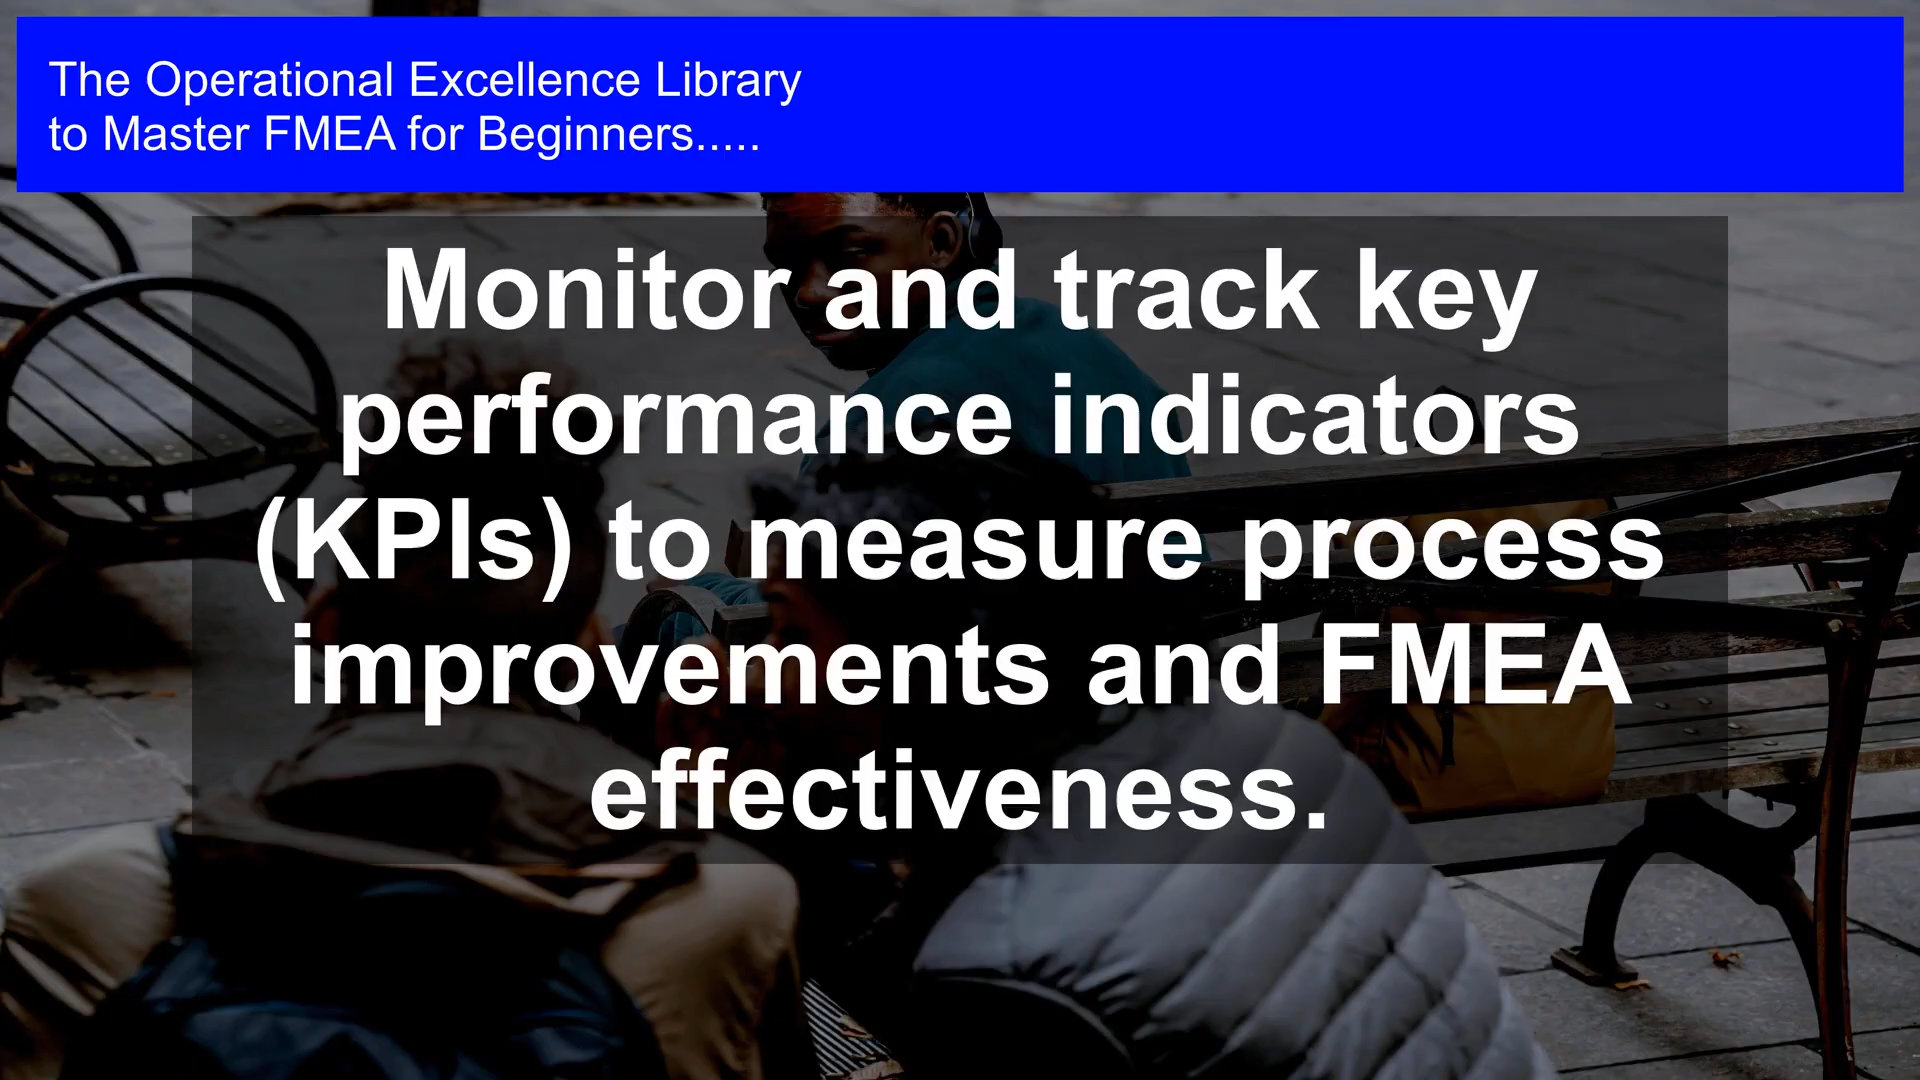 The Operational Excellence Library
to Master FMEA for Beginners.....
Monitor and track key
performance indicators
(KPIs) to measure process
improvements and FMEA
effectiveness.